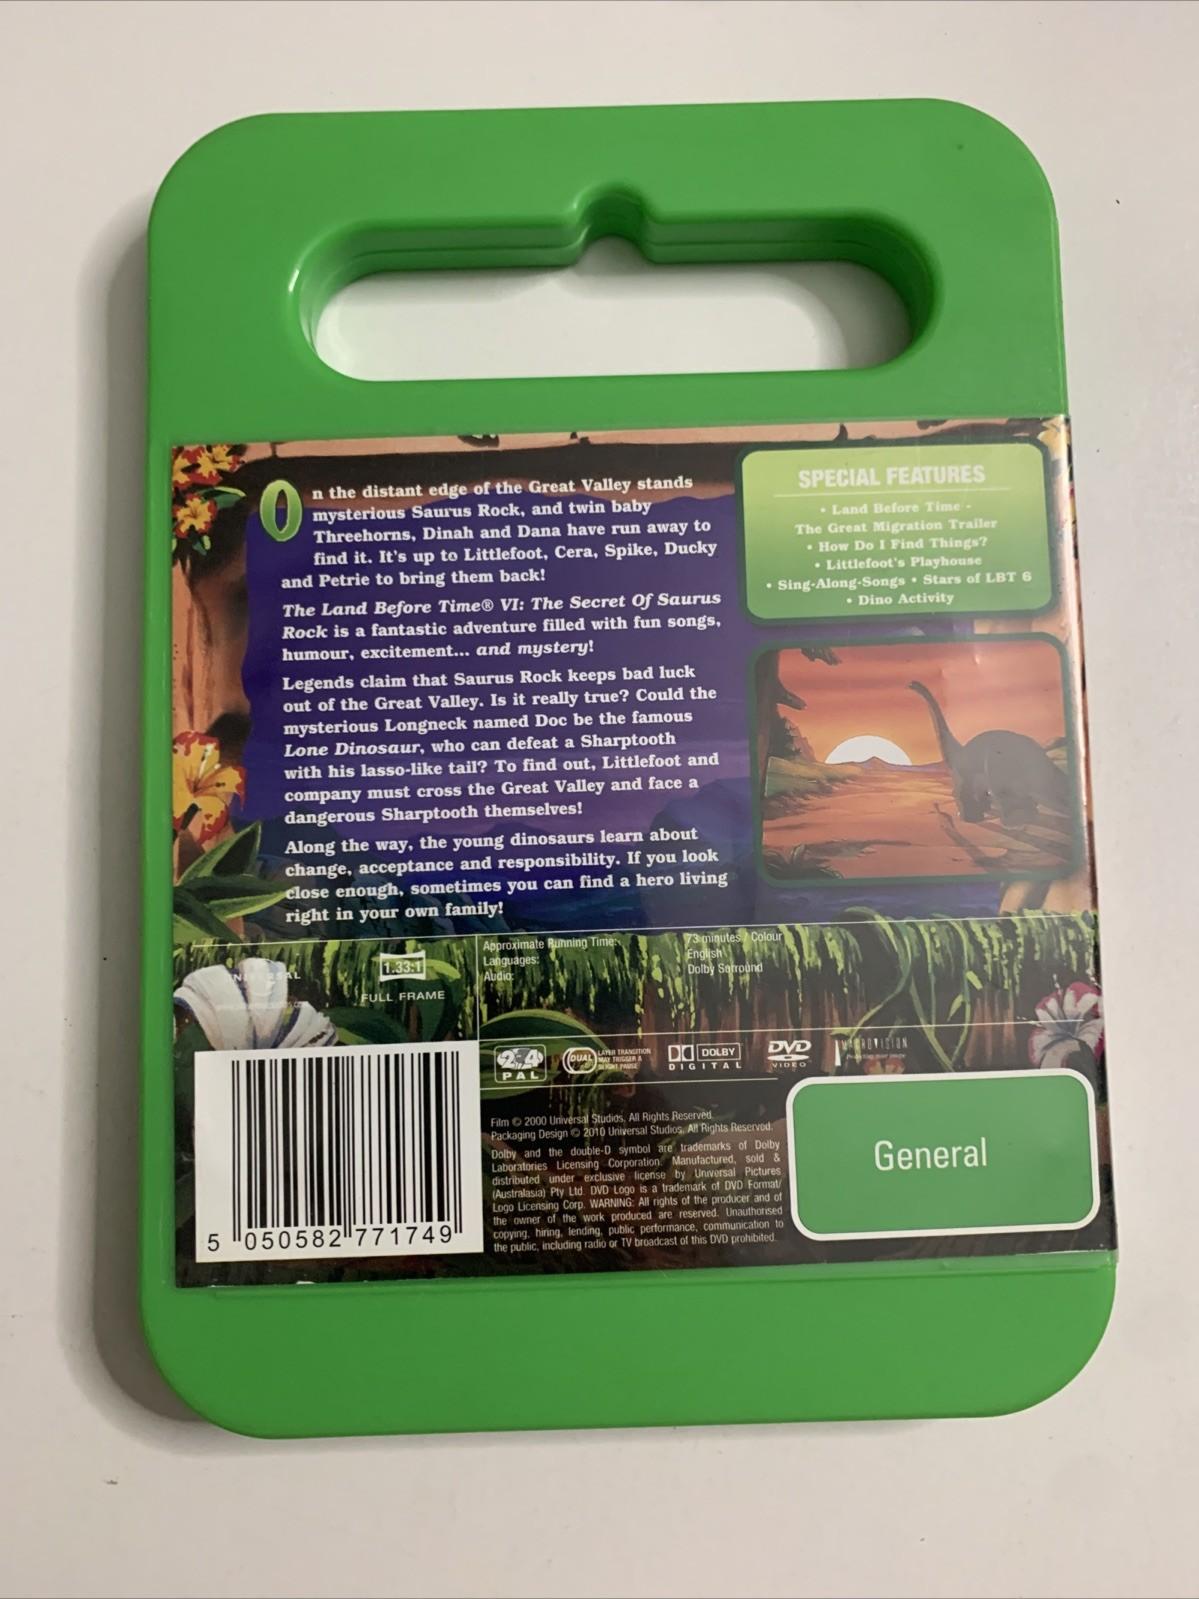 On the distant edge of the Great Valley stands
mysterious Saurus Rock, and twin baby
Threehorns, Dinah and Dana have run away to
find it. It's up to Littlefoot, Cera, Spike, Ducky
and Petrie to bring them back!
The Land Before Time® VI: The Secret Of Saurus
Rock is a fantastic adventure filled with fun songs,
humour, excitement... and mystery!
Legends claim that Saurus Rock keeps bad luck
out of the Great Valley. Is it really true? Could the
mysterious Longneck named Doc be the famous
Lone Dinosaur, who can defeat a Sharptooth
with his lasso-like tail? To find out, Littlefoot and
company must cross the Great Valley and face a
dangerous Sharptooth themselves!
Along the way, the young dinosaurs learn about
change, acceptance and responsibility. If you look
close enough, sometimes you can find a hero living
right in your own family!
SPECIAL FEATURES
• Land Before Time -
The Great Migration Trailer
• How Do I Find Things?
• Littlefoot's Playhouse
• Sing-Along-Songs • Stars of LBT 6
• Dino Activity
UNIVERSAL
1.33:1
FULL FRAME
Approximate Running Time: 73 minutes / Colour
Languages: English
Audio: Dolby Surround
2 4
PAL
DUAL
LAYER TRANSITION
MAY TRIGGER A
SLIGHT PAUSE
DOLBY
DIGITAL
DVD
VIDEO
MACROVISION
Film © 2000 Universal Studios. All Rights Reserved.
Packaging Design © 2010 Universal Studios. All Rights Reserved.
Dolby and the double-D symbol are trademarks of Dolby
Laboratories Licensing Corporation. Manufactured, sold &
distributed under exclusive license by Universal Pictures
(Australasia) Pty Ltd. DVD Logo is a trademark of DVD Format/
Logo Licensing Corp. WARNING: All rights of the producer and of
the owner of the work produced are reserved. Unauthorised
copying, hiring, lending, public performance, communication to
the public, including radio or TV broadcast of this DVD prohibited.
General
5 050582 771749